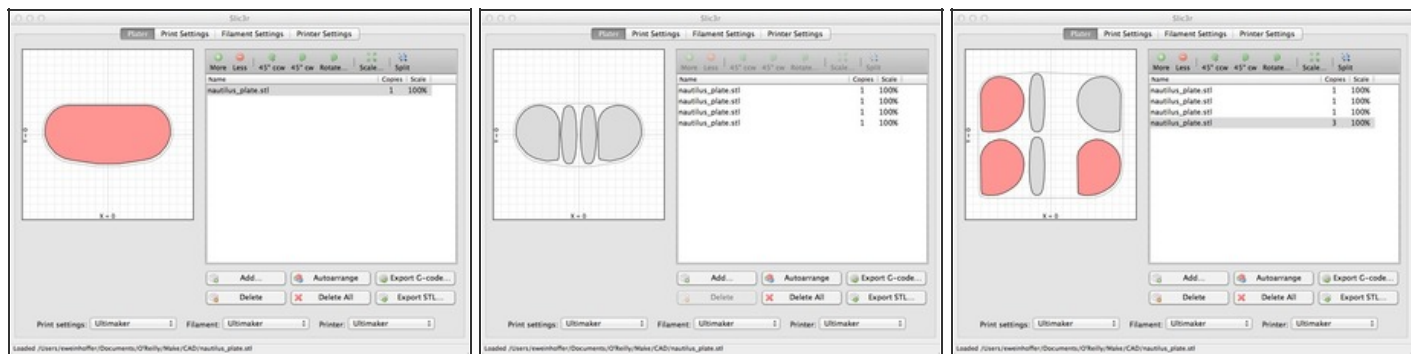 Slic3r
Plater Print Settings Filament Settings Printer Settings
More Less 45° ccw 45° cw Rotate... Scale... Split
Name Copies Scale
nautilus_plate.stl 1 100%
Y = 0
X = 0
Add... Autoarrange Export G-code...
Delete Delete All Export STL...
Print settings: Ultimaker Filament: Ultimaker Printer: Ultimaker
Loaded /Users/eweinhoffer/Documents/O'Reilly/Make/CAD/nautilus_plate.stl
Slic3r
Plater Print Settings Filament Settings Printer Settings
More Less 45° ccw 45° cw Rotate... Scale... Split
Name Copies Scale
nautilus_plate.stl 1 100%
nautilus_plate.stl 1 100%
nautilus_plate.stl 1 100%
nautilus_plate.stl 1 100%
Y = 0
X = 0
Add... Autoarrange Export G-code...
Delete Delete All Export STL...
Print settings: Ultimaker Filament: Ultimaker Printer: Ultimaker
Loaded /Users/eweinhoffer/Documents/O'Reilly/Make/CAD/nautilus_plate.stl
Slic3r
Plater Print Settings Filament Settings Printer Settings
More Less 45° ccw 45° cw Rotate... Scale... Split
Name Copies Scale
nautilus_plate.stl 1 100%
nautilus_plate.stl 1 100%
nautilus_plate.stl 1 100%
nautilus_plate.stl 3 100%
Y = 0
X = 0
Add... Autoarrange Export G-code...
Delete Delete All Export STL...
Print settings: Ultimaker Filament: Ultimaker Printer: Ultimaker
Loaded /Users/eweinhoffer/Documents/O'Reilly/Make/CAD/nautilus_plate.stl